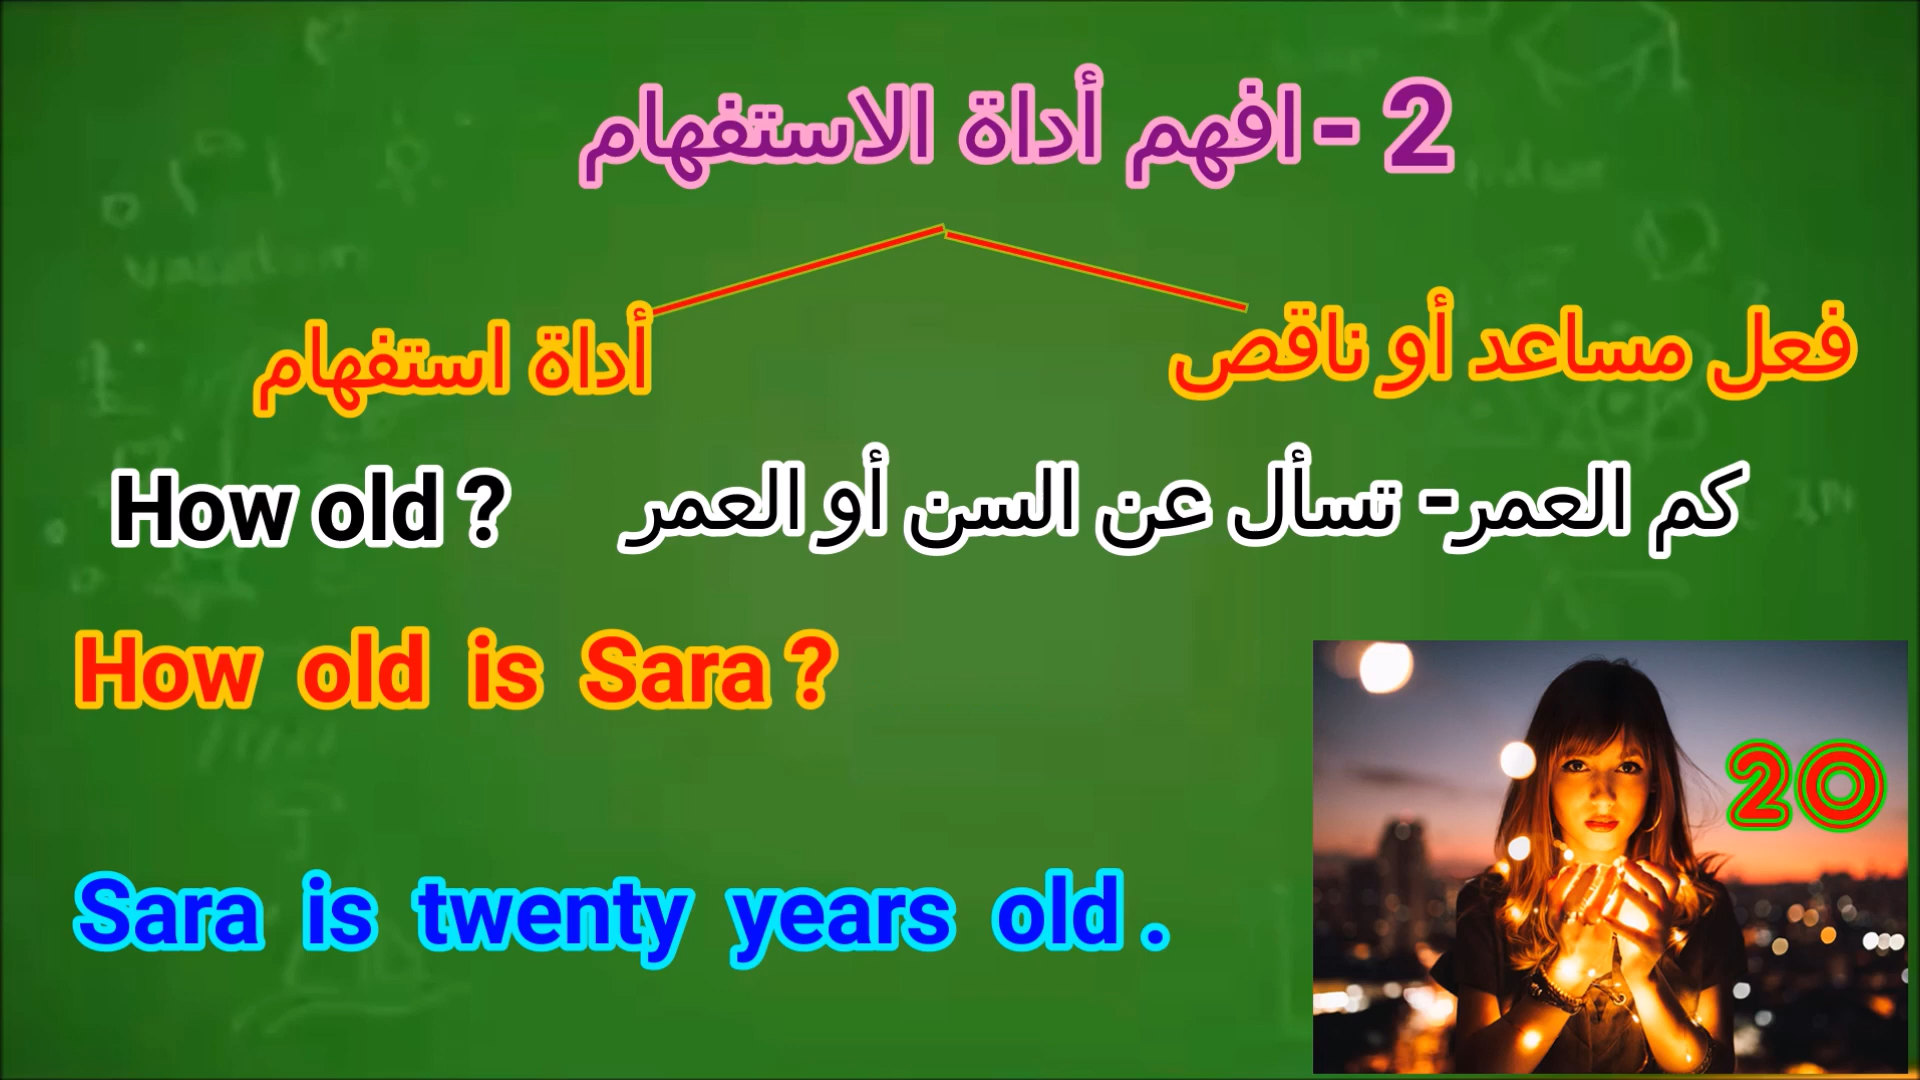 2 - افهم أداة الاستفهام
فعل مساعد أو ناقص
أداة استفهام
How old ? كم العمر- تسأل عن السن أو العمر
How old is Sara ?
20
Sara is twenty years old .